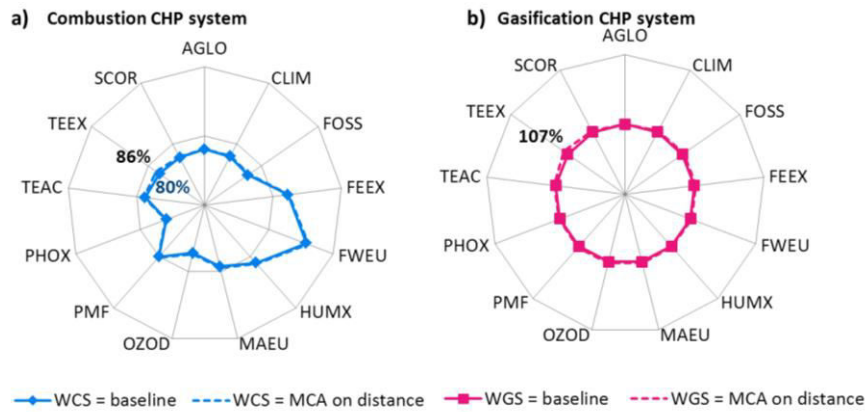 a) Combustion CHP system
AGLO
CLIM
FOSS
FEEX
FWEU
HUMX
MAEU
OZOD
PMF
PHOX
TEAC
TEEX
SCOR
86%
80%
b) Gasification CHP system
AGLO
CLIM
FOSS
FEEX
FWEU
HUMX
MAEU
OZOD
PMF
PHOX
TEAC
TEEX
SCOR
107%
WCS = baseline WCS = MCA on distance WGS = baseline WGS = MCA on distance